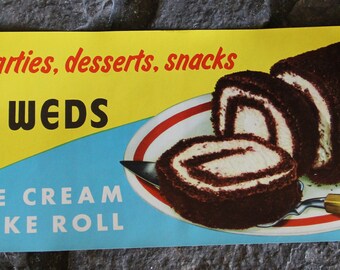 arties, desserts, snacks
WEDS
E CREAM
KE ROLL